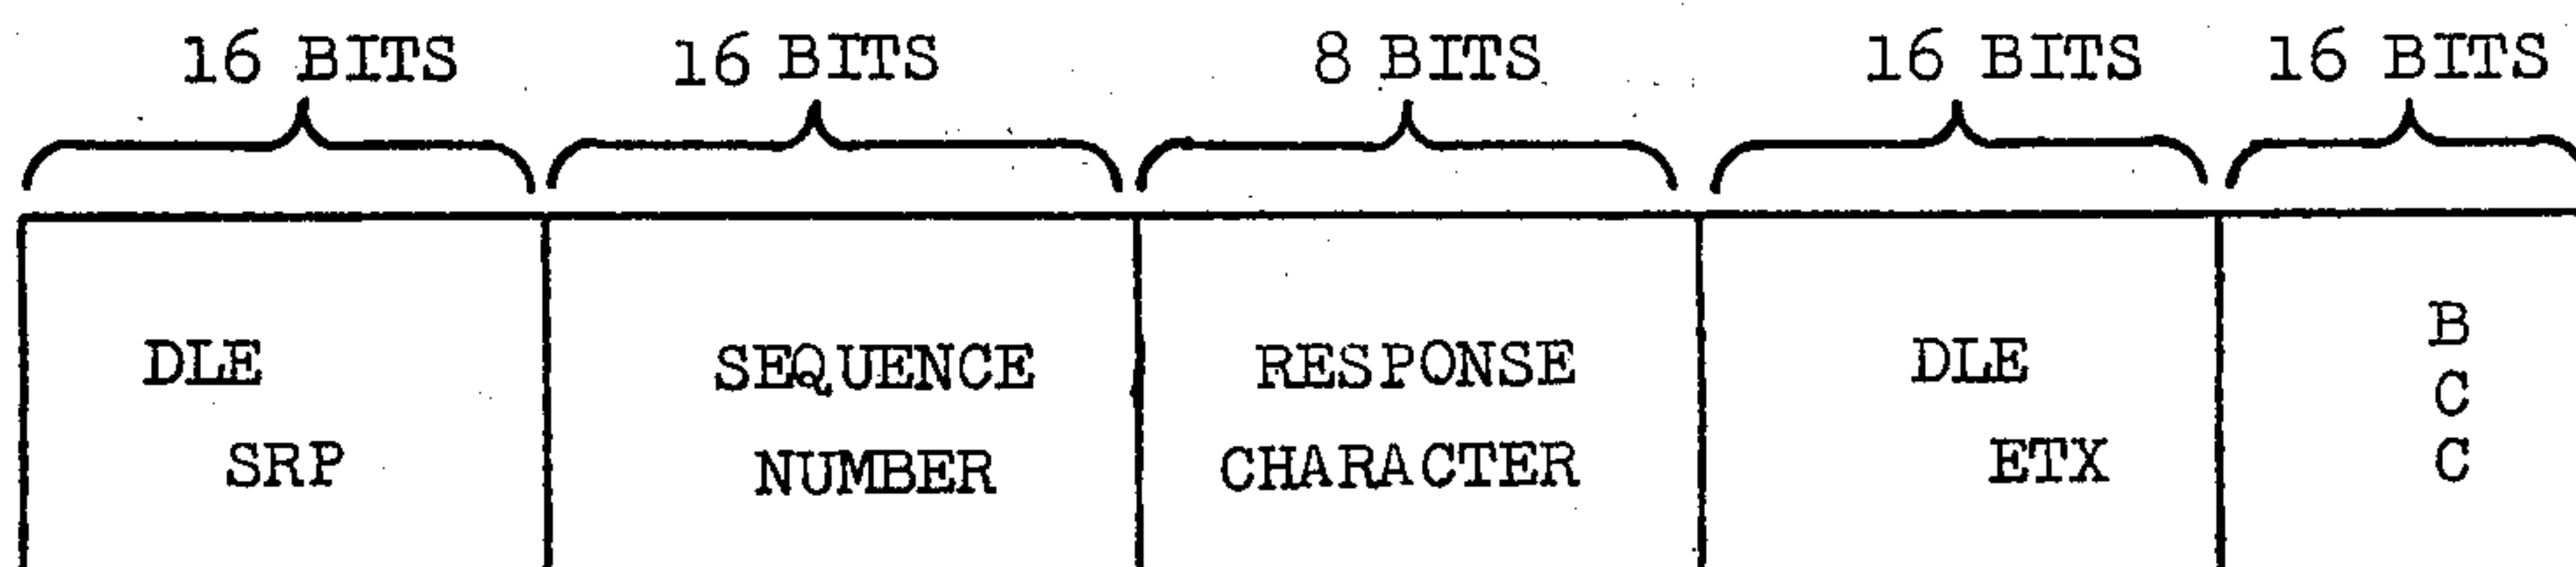 16 BITS 16 BITS 8 BITS 16 BITS 16 BITS
DLE
SRP
SEQUENCE
NUMBER
RESPONSE
CHARACTER
DLE
ETX
B
C
C